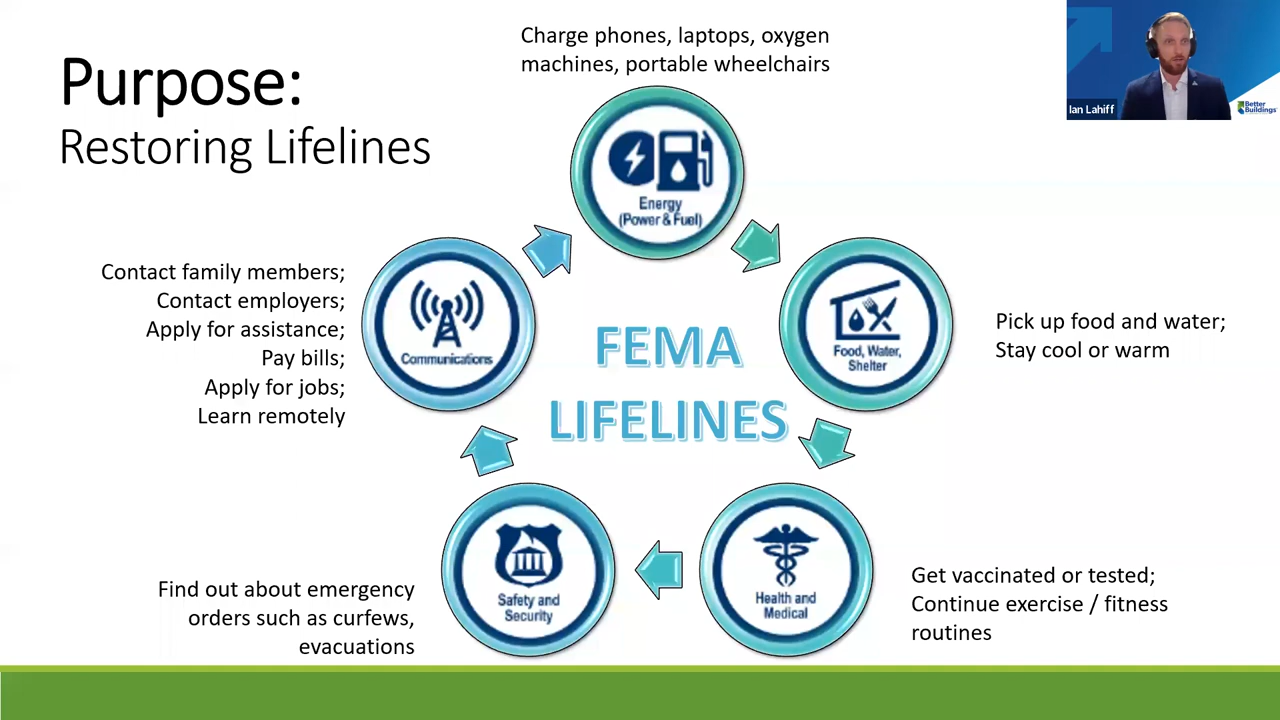 Purpose:
Restoring Lifelines
Charge phones, laptops, oxygen
machines, portable wheelchairs
Ian Lahiff
Better
Buildings
Energy
(Power & Fuel)
Contact family members;
Contact employers;
Apply for assistance;
Pay bills;
Apply for jobs;
Learn remotely
Communications
FEMA
LIFELINES
Food, Water,
Shelter
Pick up food and water;
Stay cool or warm
Find out about emergency
orders such as curfews,
evacuations
Safety and
Security
Health and
Medical
Get vaccinated or tested;
Continue exercise / fitness
routines